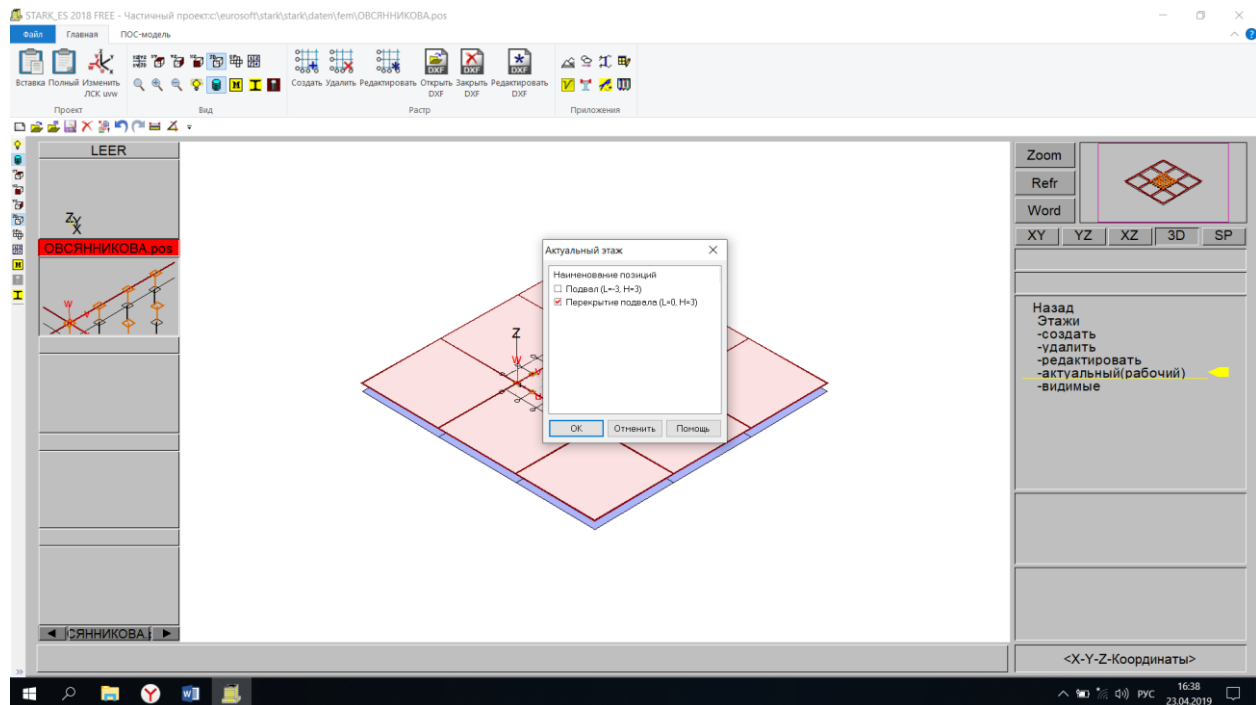 STARK_ES 2018 FREE - Частичный проект:c:\eurosoft\stark\stark\daten\fem\ОВСЯННИКОВА.pos
Файл Главная ПОС-модель
Вставка Полный Изменить ЛСК uvw
Создать Удалить Редактировать Открыть DXF Закрыть DXF Редактировать DXF
Проект Вид Растр Приложения
LEER
Z Y X
ОВСЯННИКОВА.pos
W V
СЯННИКОВА.
Z
W
Актуальный этаж
Наименование позиций
Подвал (L=-3, H=3)
Перекрытие подвала (L=0, H=3)
OK Отменить Помощь
Zoom
Refr
Word
XY YZ XZ 3D SP
Назад
Этажи
-создать
-удалить
-редактировать
-актуальный(рабочий)
-видимые
<X-Y-Z-Координаты>
РУС
16:38
23.04.2019